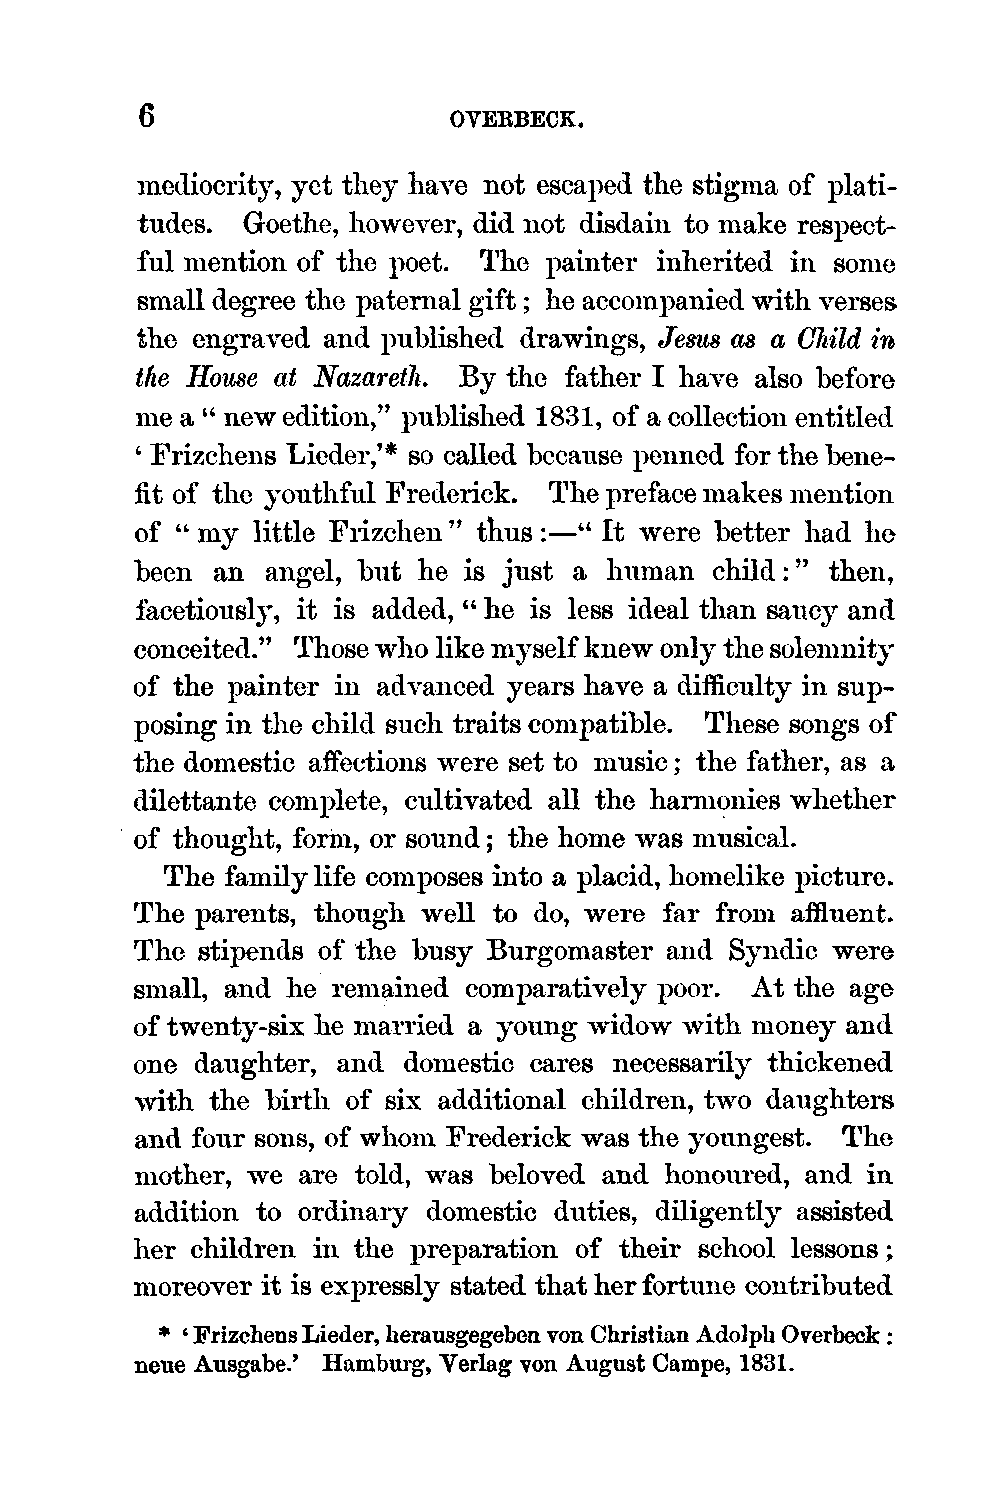 6 OVERBECK.
mediocrity, yet they have not escaped the stigma of plati-
tudes. Goethe, however, did not disdain to make respect-
ful mention of the poet. The painter inherited in some
small degree the paternal gift; he accompanied with verses
the engraved and published drawings, Jesus as a Child in
the House at Nazareth. By the father I have also before
me a “ new edition,” published 1831, of a collection entitled
‘ Frizchens Lieder,’* so called because penned for the bene-
fit of the youthful Frederick. The preface makes mention
of “ my little Frizchen ” thus :—“ It were better had he
been an angel, but he is just a human child: ” then,
facetiously, it is added, “ he is less ideal than saucy and
conceited.” Those who like myself knew only the solemnity
of the painter in advanced years have a difficulty in sup-
posing in the child such traits compatible. These songs of
the domestic affections were set to music; the father, as a
dilettante complete, cultivated all the harmonies whether
of thought, form, or sound; the home was musical.
The family life composes into a placid, homelike picture.
The parents, though well to do, were far from affluent.
The stipends of the busy Burgomaster and Syndic were
small, and he remained comparatively poor. At the age
of twenty-six he married a young widow with money and
one daughter, and domestic cares necessarily thickened
with the birth of six additional children, two daughters
and four sons, of whom Frederick was the youngest. The
mother, we are told, was beloved and honoured, and in
addition to ordinary domestic duties, diligently assisted
her children in the preparation of their school lessons;
moreover it is expressly stated that her fortune contributed
* ‘ Frizchens Lieder, herausgegeben von Christian Adolph Overbeck :
neue Ausgabe.’ Hamburg, Verlag von August Campe, 1831.